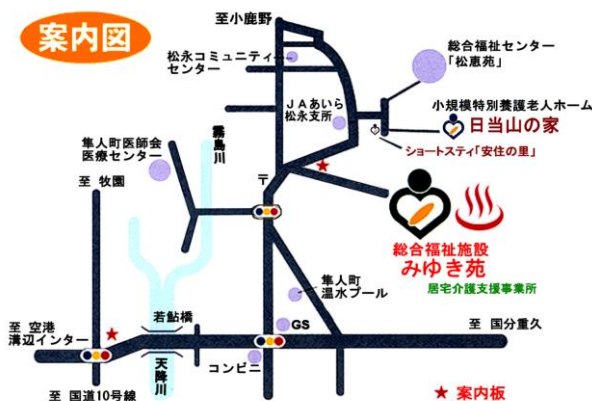 案内図
至小鹿野
松永コミュニティー
センター
総合福祉センター
「松恵苑」
JAあいら
松永支所
小規模特別養護老人ホーム
日当山の家
ショートスティ「安住の里」
霧島川
隼人町医師会
医療センター
〒
至 牧園
総合福祉施設
みゆき苑
居宅介護支援事業所
隼人町
温水プール
若鮎橋
GS
至 国分重久
至 空港
溝辺インター
コンビニ
天降川
至 国道10号線
★ 案内板